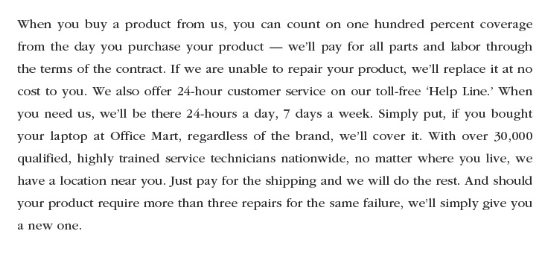 When you buy a product from us, you can count on one hundred percent coverage
from the day you purchase your product — we'll pay for all parts and labor through
the terms of the contract. If we are unable to repair your product, we'll replace it at no
cost to you. We also offer 24-hour customer service on our toll-free 'Help Line.' When
you need us, we'll be there 24-hours a day, 7 days a week. Simply put, if you bought
your laptop at Office Mart, regardless of the brand, we'll cover it. With over 30,000
qualified, highly trained service technicians nationwide, no matter where you live, we
have a location near you. Just pay for the shipping and we will do the rest. And should
your product require more than three repairs for the same failure, we'll simply give you
a new one.